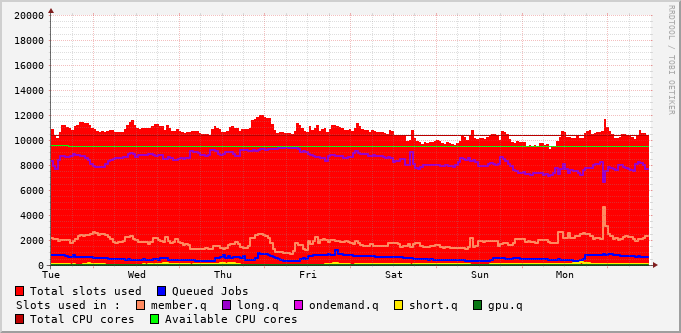 20000
18000
16000
14000
12000
10000
8000
6000
4000
2000
0
Tue Wed Thu Fri Sat Sun Mon
Total slots used Queued Jobs
Slots used in : member.q long.q ondemand.q short.q gpu.q
Total CPU cores Available CPU cores
RRDTOOL / TOBI OETIKER